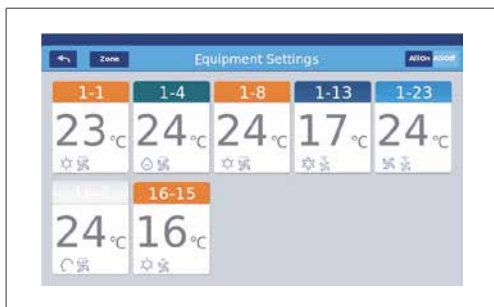 Zone
Equipment Settings
AllOn AllOff
1-1
1-4
1-8
1-13
1-23
23 °C
24 °C
24 °C
17 °C
24 °C
16-15
24 °C
16 °C